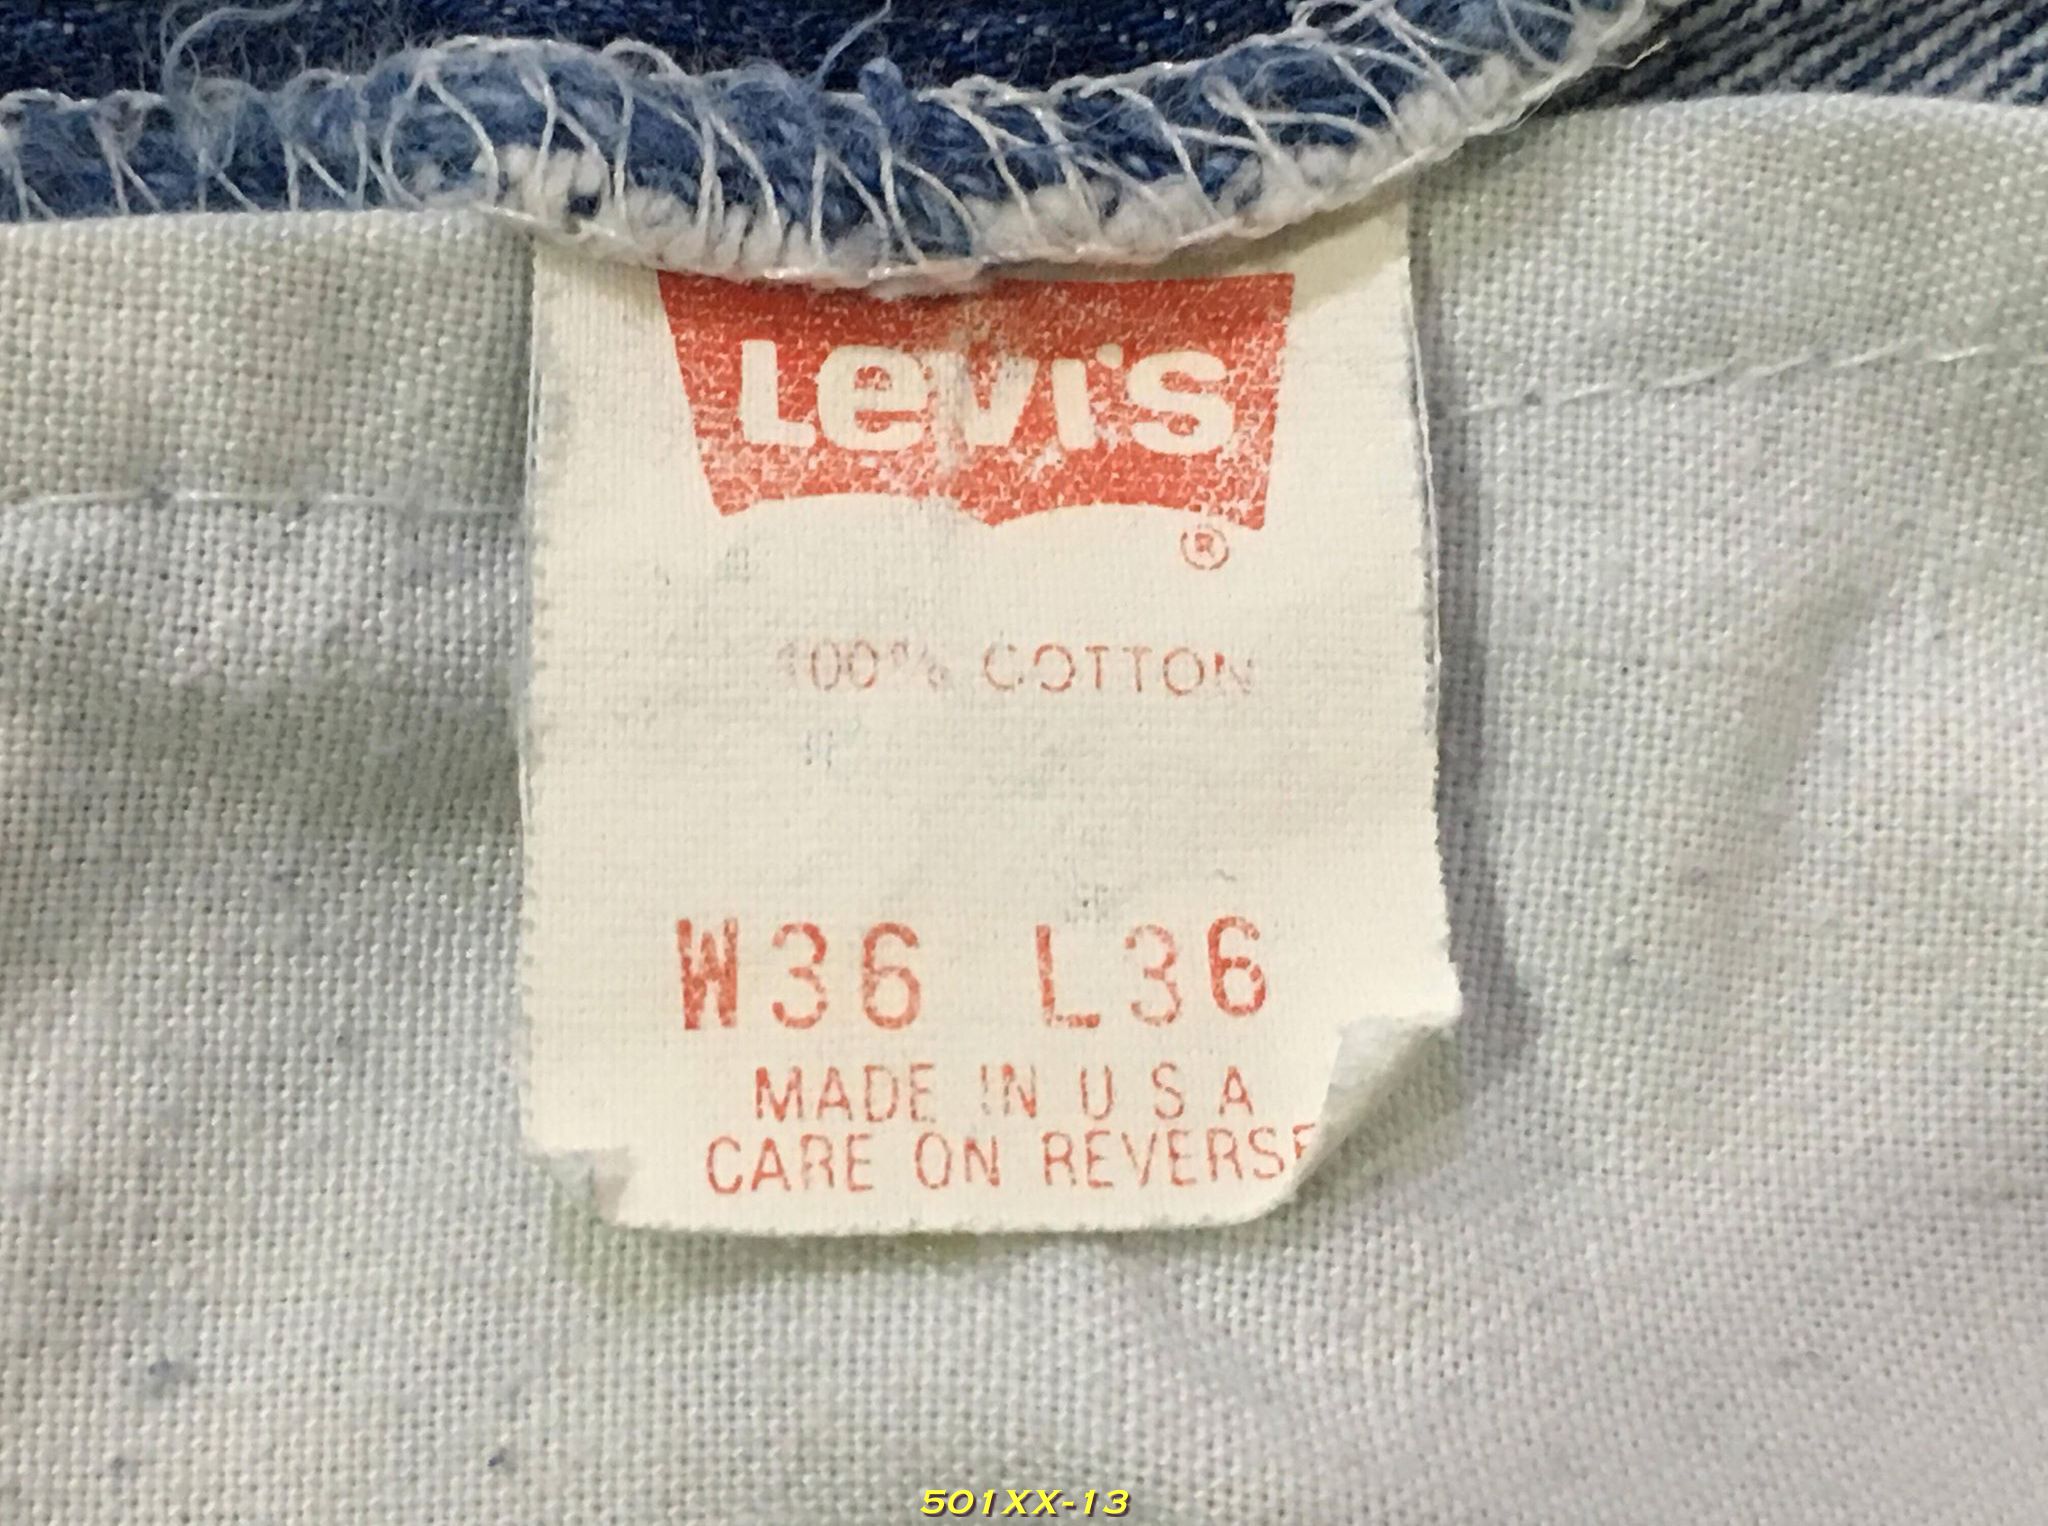 Levi's
®
100% COTTON
W36 L36
MADE IN U S A
CARE ON REVERSE
501XX-13